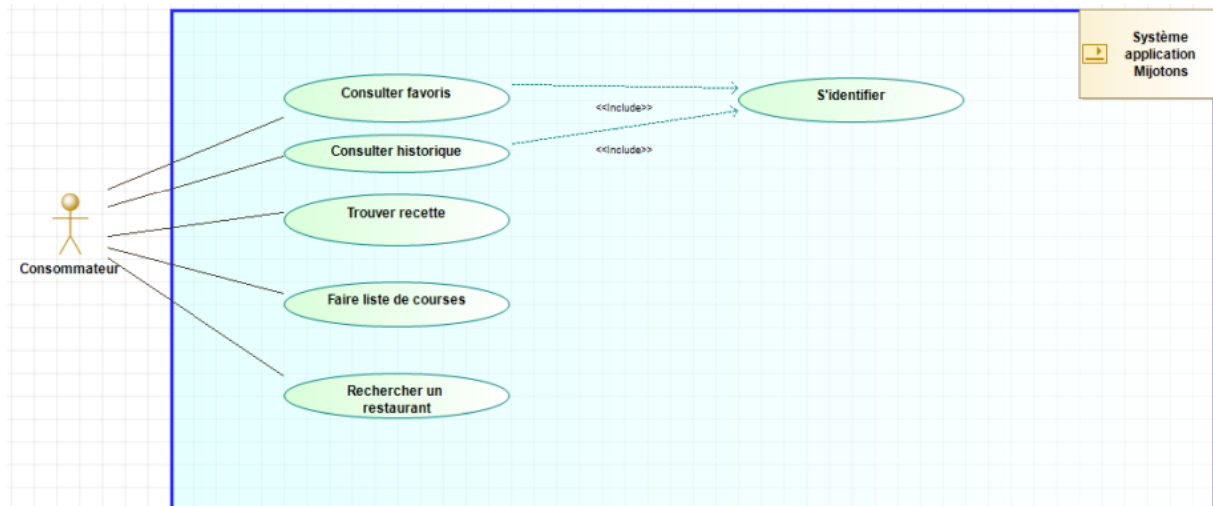 Système
application
Mijotons
Consulter favoris
S'identifier
<<Include>>
Consulter historique
<<Include>>
Trouver recette
Consommateur
Faire liste de courses
Rechercher un
restaurant